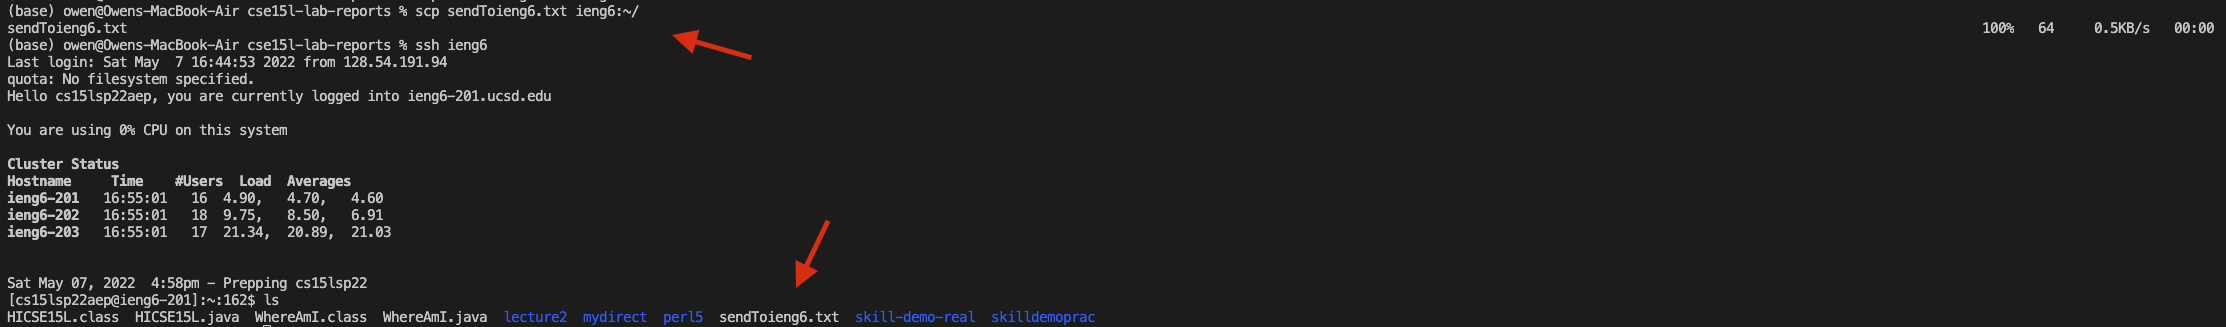 (base) owen@Owens-MacBook-Air cse15l-lab-reports % scp sendToieng6.txt ieng6:~/
sendToieng6.txt 100% 64 0.5KB/s 00:00
(base) owen@Owens-MacBook-Air cse15l-lab-reports % ssh ieng6
Last login: Sat May  7 16:44:53 2022 from 128.54.191.94
quota: No filesystem specified.
Hello cs15lsp22aep, you are currently logged into ieng6-201.ucsd.edu
You are using 0% CPU on this system
Cluster Status
Hostname     Time    #Users  Load  Averages
ieng6-201   16:55:01   16  4.90,   4.70,   4.60
ieng6-202   16:55:01   18  9.75,   8.50,   6.91
ieng6-203   16:55:01   17  21.34,  20.89,  21.03
Sat May 07, 2022  4:58pm - Prepping cs15lsp22
[cs15lsp22aep@ieng6-201]:~:162$ ls
HICSE15L.class  HICSE15L.java  WhereAmI.class  WhereAmI.java  lecture2  mydirect  perl5  sendToieng6.txt  skill-demo-real  skilldemoprac